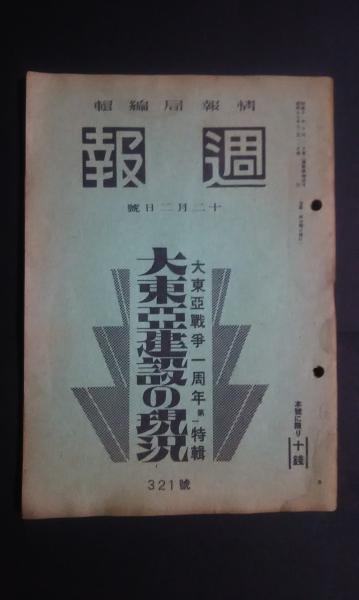 情報局編輯
週報
十二月二日號
大東亞戰爭一周年第一特輯
大東亞建設の現況
本號に限り十錢
321號